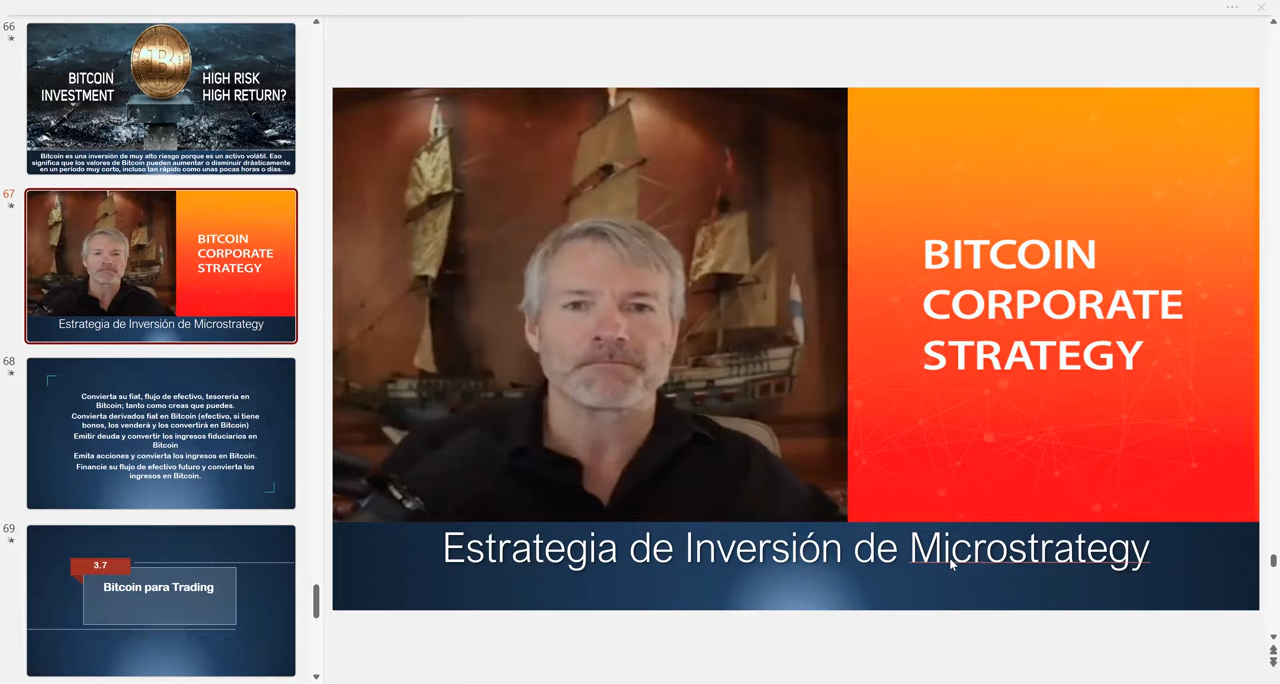 66
BITCOIN
INVESTMENT
HIGH RISK
HIGH RETURN?
Bitcoin es una inversión de muy alto riesgo porque es un activo volátil. Eso
significa que los valores de Bitcoin pueden aumentar o disminuir drásticamente
en un período muy corto, incluso tan rápido como unas pocas horas o días.
67
BITCOIN
CORPORATE
STRATEGY
Estrategia de Inversión de Microstrategy
68
Convierta su fiat, flujo de efectivo, tesorería en
Bitcoin; tanto como creas que puedes.
Convierta derivados fiat en Bitcoin (efectivo, si tiene
bonos, los venderá y los convertirá en Bitcoin)
Emitir deuda y convertir los ingresos fiduciarios en
Bitcoin
Emita acciones y convierta los ingresos en Bitcoin.
Financie su flujo de efectivo futuro y convierta los
ingresos en Bitcoin.
69
3.7
Bitcoin para Trading
BITCOIN
CORPORATE
STRATEGY
Estrategia de Inversión de Microstrategy